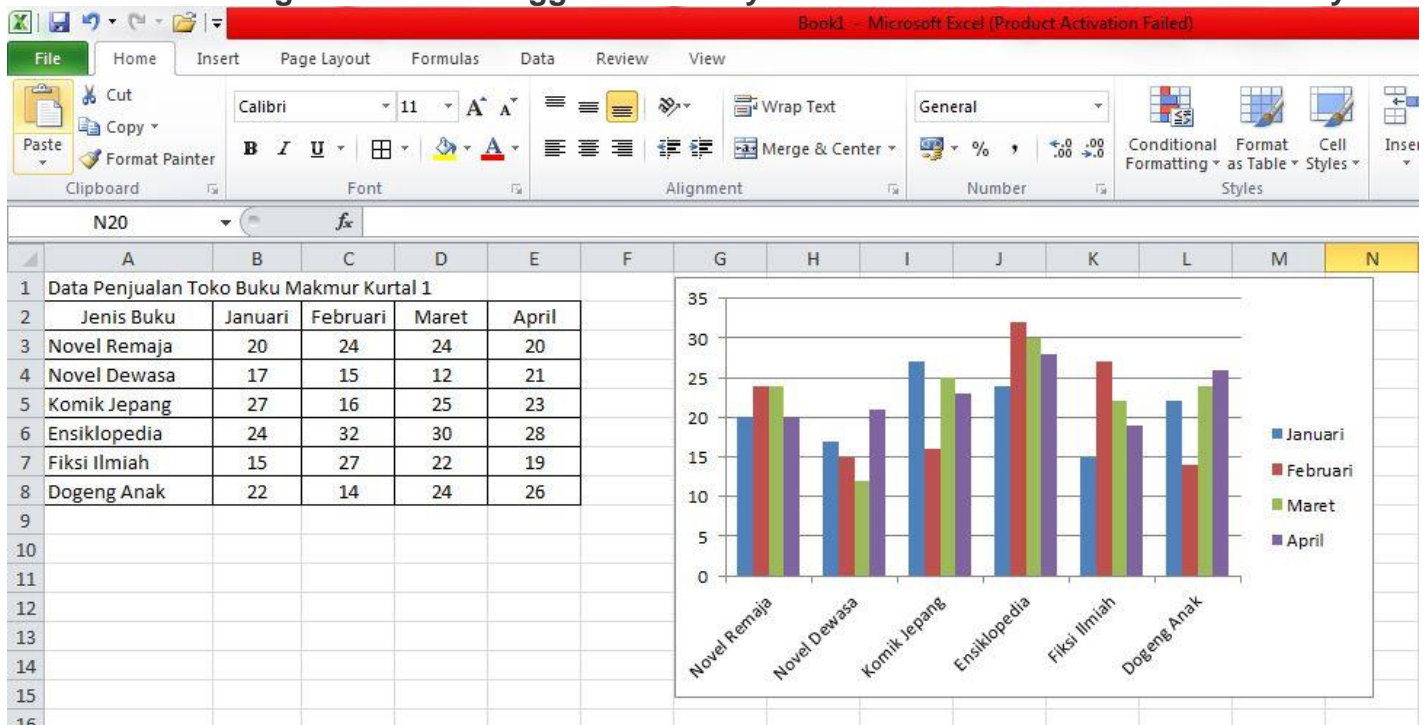 Book1 - Microsoft Excel (Product Activation Failed)
File Home Insert Page Layout Formulas Data Review View
Cut
Copy
Format Painter
Paste
Calibri 11 A A
B I U A
Wrap Text
Merge & Center
General
% ,
Conditional Formatting
Format as Table
Cell Styles
Clipboard Font Alignment Number Styles
N20 fx
A B C D E F G H I J K L M N
1 Data Penjualan Toko Buku Makmur Kurtal 1
2 Jenis Buku Januari Februari Maret April
3 Novel Remaja 20 24 24 20
4 Novel Dewasa 17 15 12 21
5 Komik Jepang 27 16 25 23
6 Ensiklopedia 24 32 30 28
7 Fiksi Ilmiah 15 27 22 19
8 Dogeng Anak 22 14 24 26
9
10
11
12
13
14
15
16
35
30
25
20
15
10
5
0
Novel Remaja Novel Dewasa Komik Jepang Ensiklopedia Fiksi Ilmiah Dogeng Anak
Januari
Februari
Maret
April